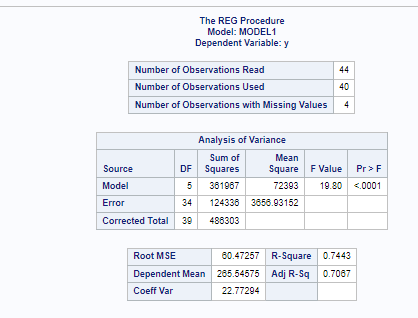 The REG Procedure
Model: MODEL1
Dependent Variable: y
Number of Observations Read 44
Number of Observations Used 40
Number of Observations with Missing Values 4
Analysis of Variance
Source DF Sum of Squares Mean Square F Value Pr > F
Model 5 361967 72393 19.80 <.0001
Error 34 124336 3656.93152
Corrected Total 39 486303
Root MSE 60.47257 R-Square 0.7443
Dependent Mean 265.54575 Adj R-Sq 0.7067
Coeff Var 22.77294